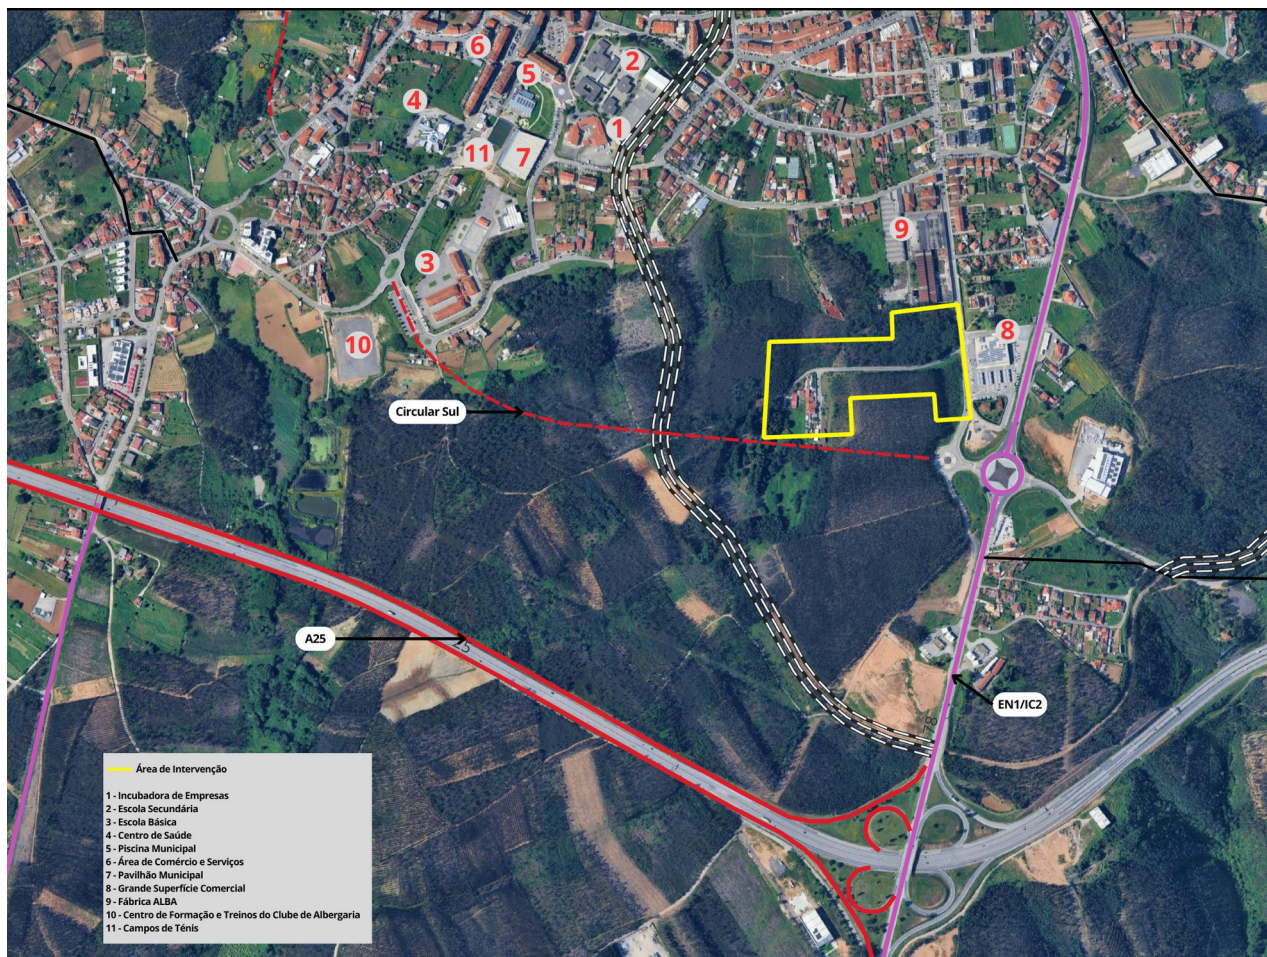 6
2
5
4
1
11
7
9
3
8
10
Circular Sul
A25
25
EN1/IC2
Área de Intervenção
1 - Incubadora de Empresas
2 - Escola Secundária
3 - Escola Básica
4 - Centro de Saúde
5 - Piscina Municipal
6 - Área de Comércio e Serviços
7 - Pavilhão Municipal
8 - Grande Superfície Comercial
9 - Fábrica ALBA
10 - Centro de Formação e Treinos do Clube de Albergaria
11 - Campos de Ténis